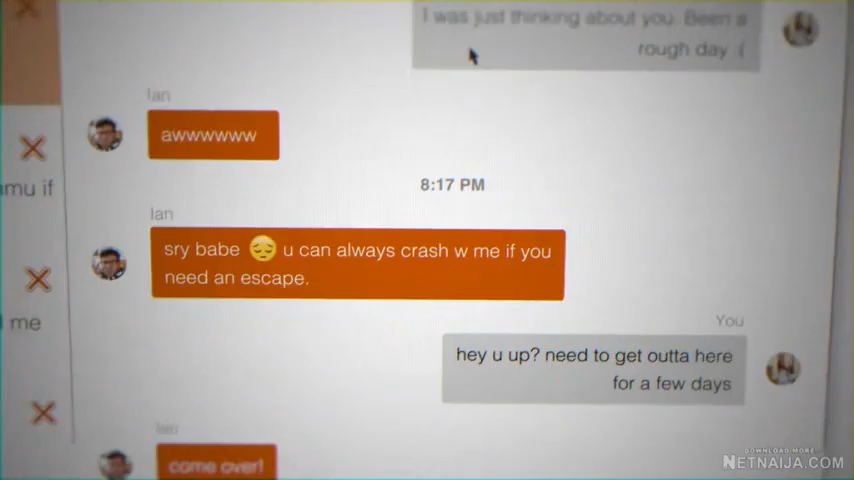 I was just thinking about you. Been a
rough day :(
Ian
awwwwww
8:17 PM
Ian
sry babe 😔 u can always crash w me if you
need an escape.
You
hey u up? need to get outta here
for a few days
Ian
come over!
mu if
me
DOWNLOAD MORE
NETNAIJA.COM